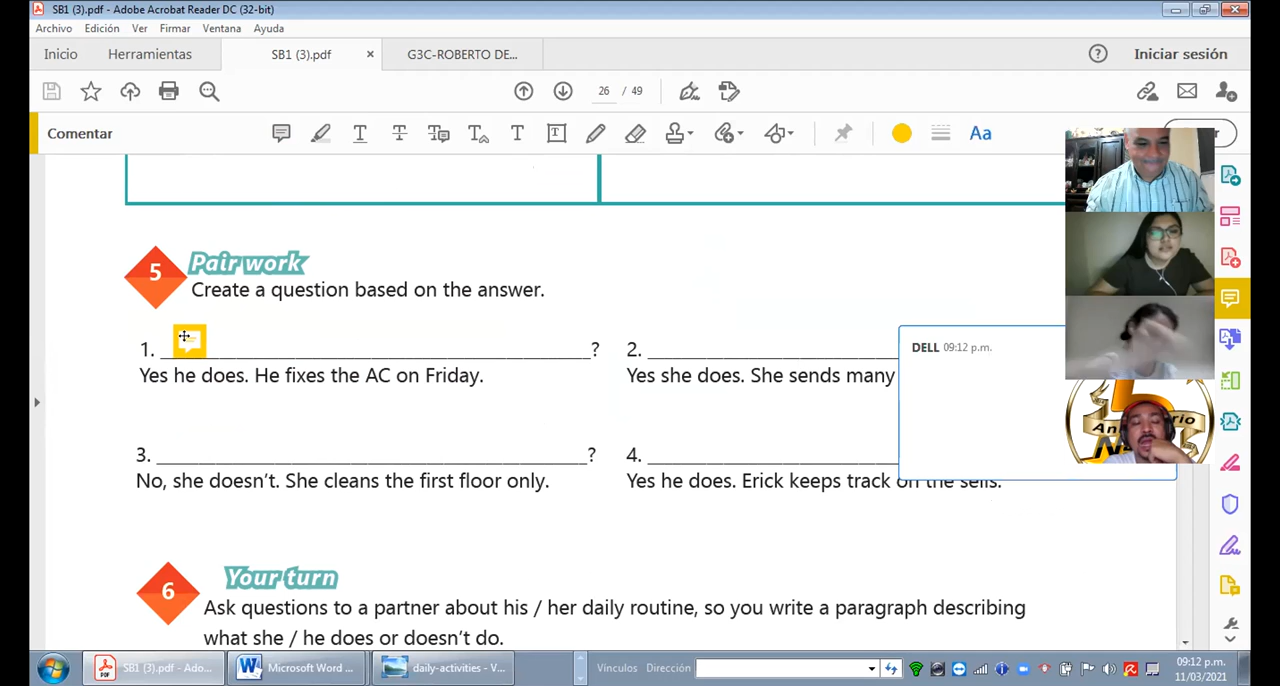 SB1 (3).pdf - Adobe Acrobat Reader DC (32-bit)
Archivo Edición Ver Firmar Ventana Ayuda
Inicio Herramientas SB1 (3).pdf × G3C-ROBERTO DE... ? Iniciar sesión
26 / 49
Comentar Aa
5 Pair work
Create a question based on the answer.
1. ?
Yes he does. He fixes the AC on Friday.
2.
Yes she does. She sends many
DELL 09:12 p.m.
3. ?
No, she doesn't. She cleans the first floor only.
4.
Yes he does. Erick keeps track on the sells.
6 Your turn
Ask questions to a partner about his / her daily routine, so you write a paragraph describing
what she / he does or doesn't do.
SB1 (3).pdf - Ado... Microsoft Word ... daily-activities - V... Vínculos Dirección 09:12 p.m.
11/03/2021